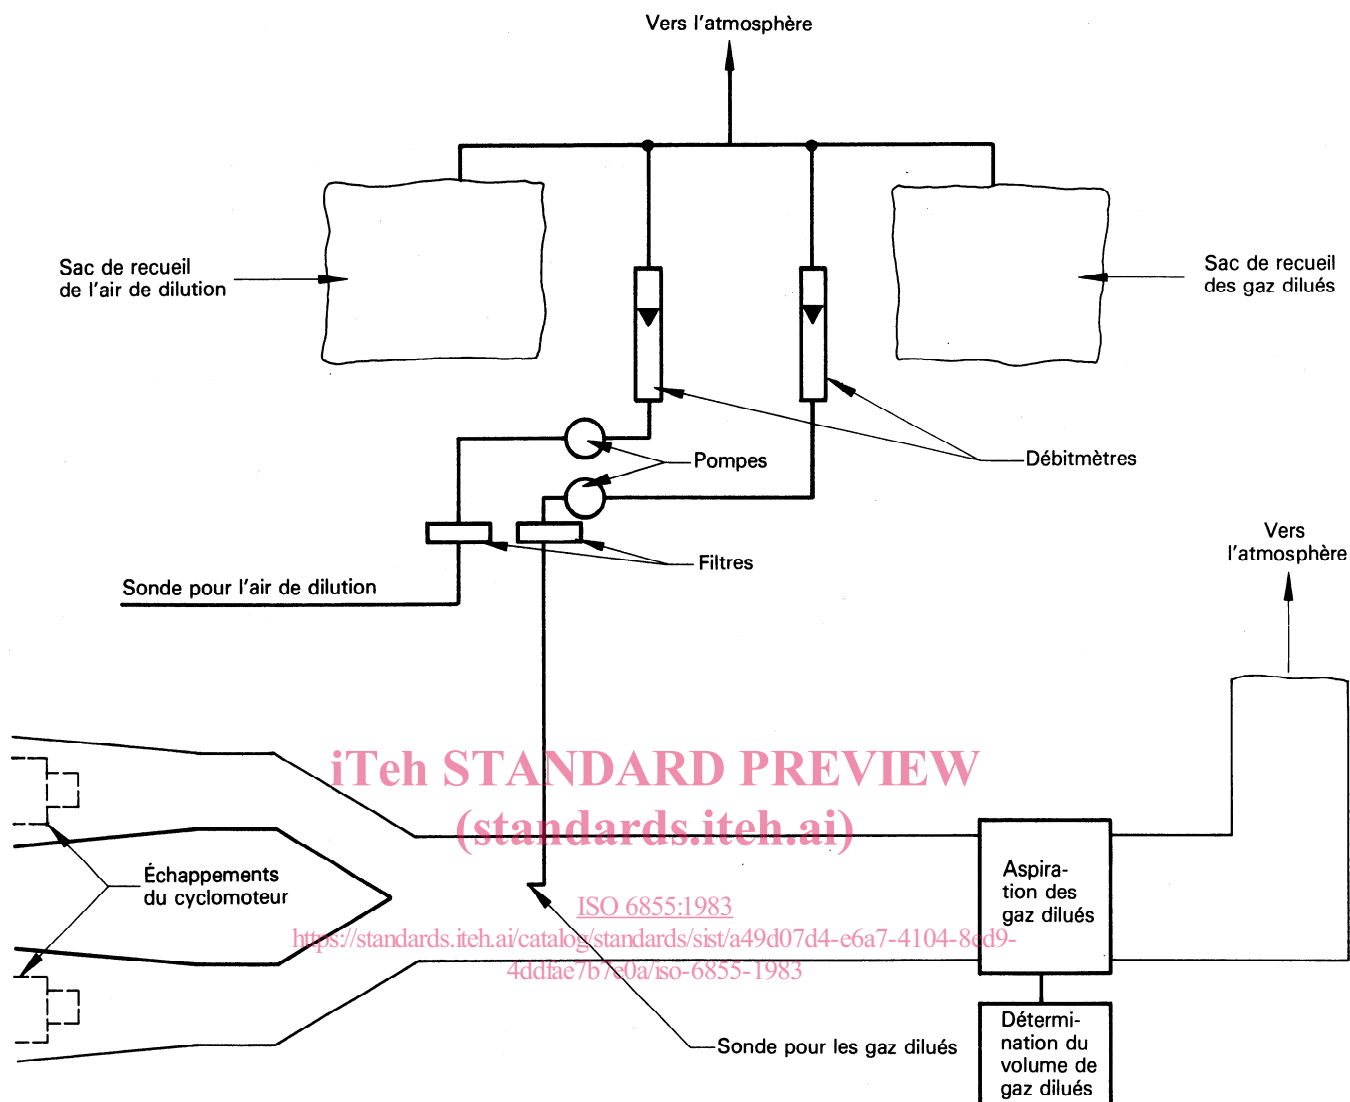 Vers l'atmosphère
Sac de recueil
de l'air de dilution
Sac de recueil
des gaz dilués
Pompes
Débitmètres
Filtres
Sonde pour l'air de dilution
Vers
l'atmosphère
iTeh STANDARD PREVIEW
(standards.iteh.ai)
Échappements
du cyclomoteur
Aspira-
tion des
gaz dilués
ISO 6855:1983
https://standards.iteh.ai/catalog/standards/sist/a49d07d4-e6a7-4104-8ed9-
4ddfae7b7e0a/iso-6855-1983
Sonde pour les gaz dilués
Détermi-
nation du
volume de
gaz dilués